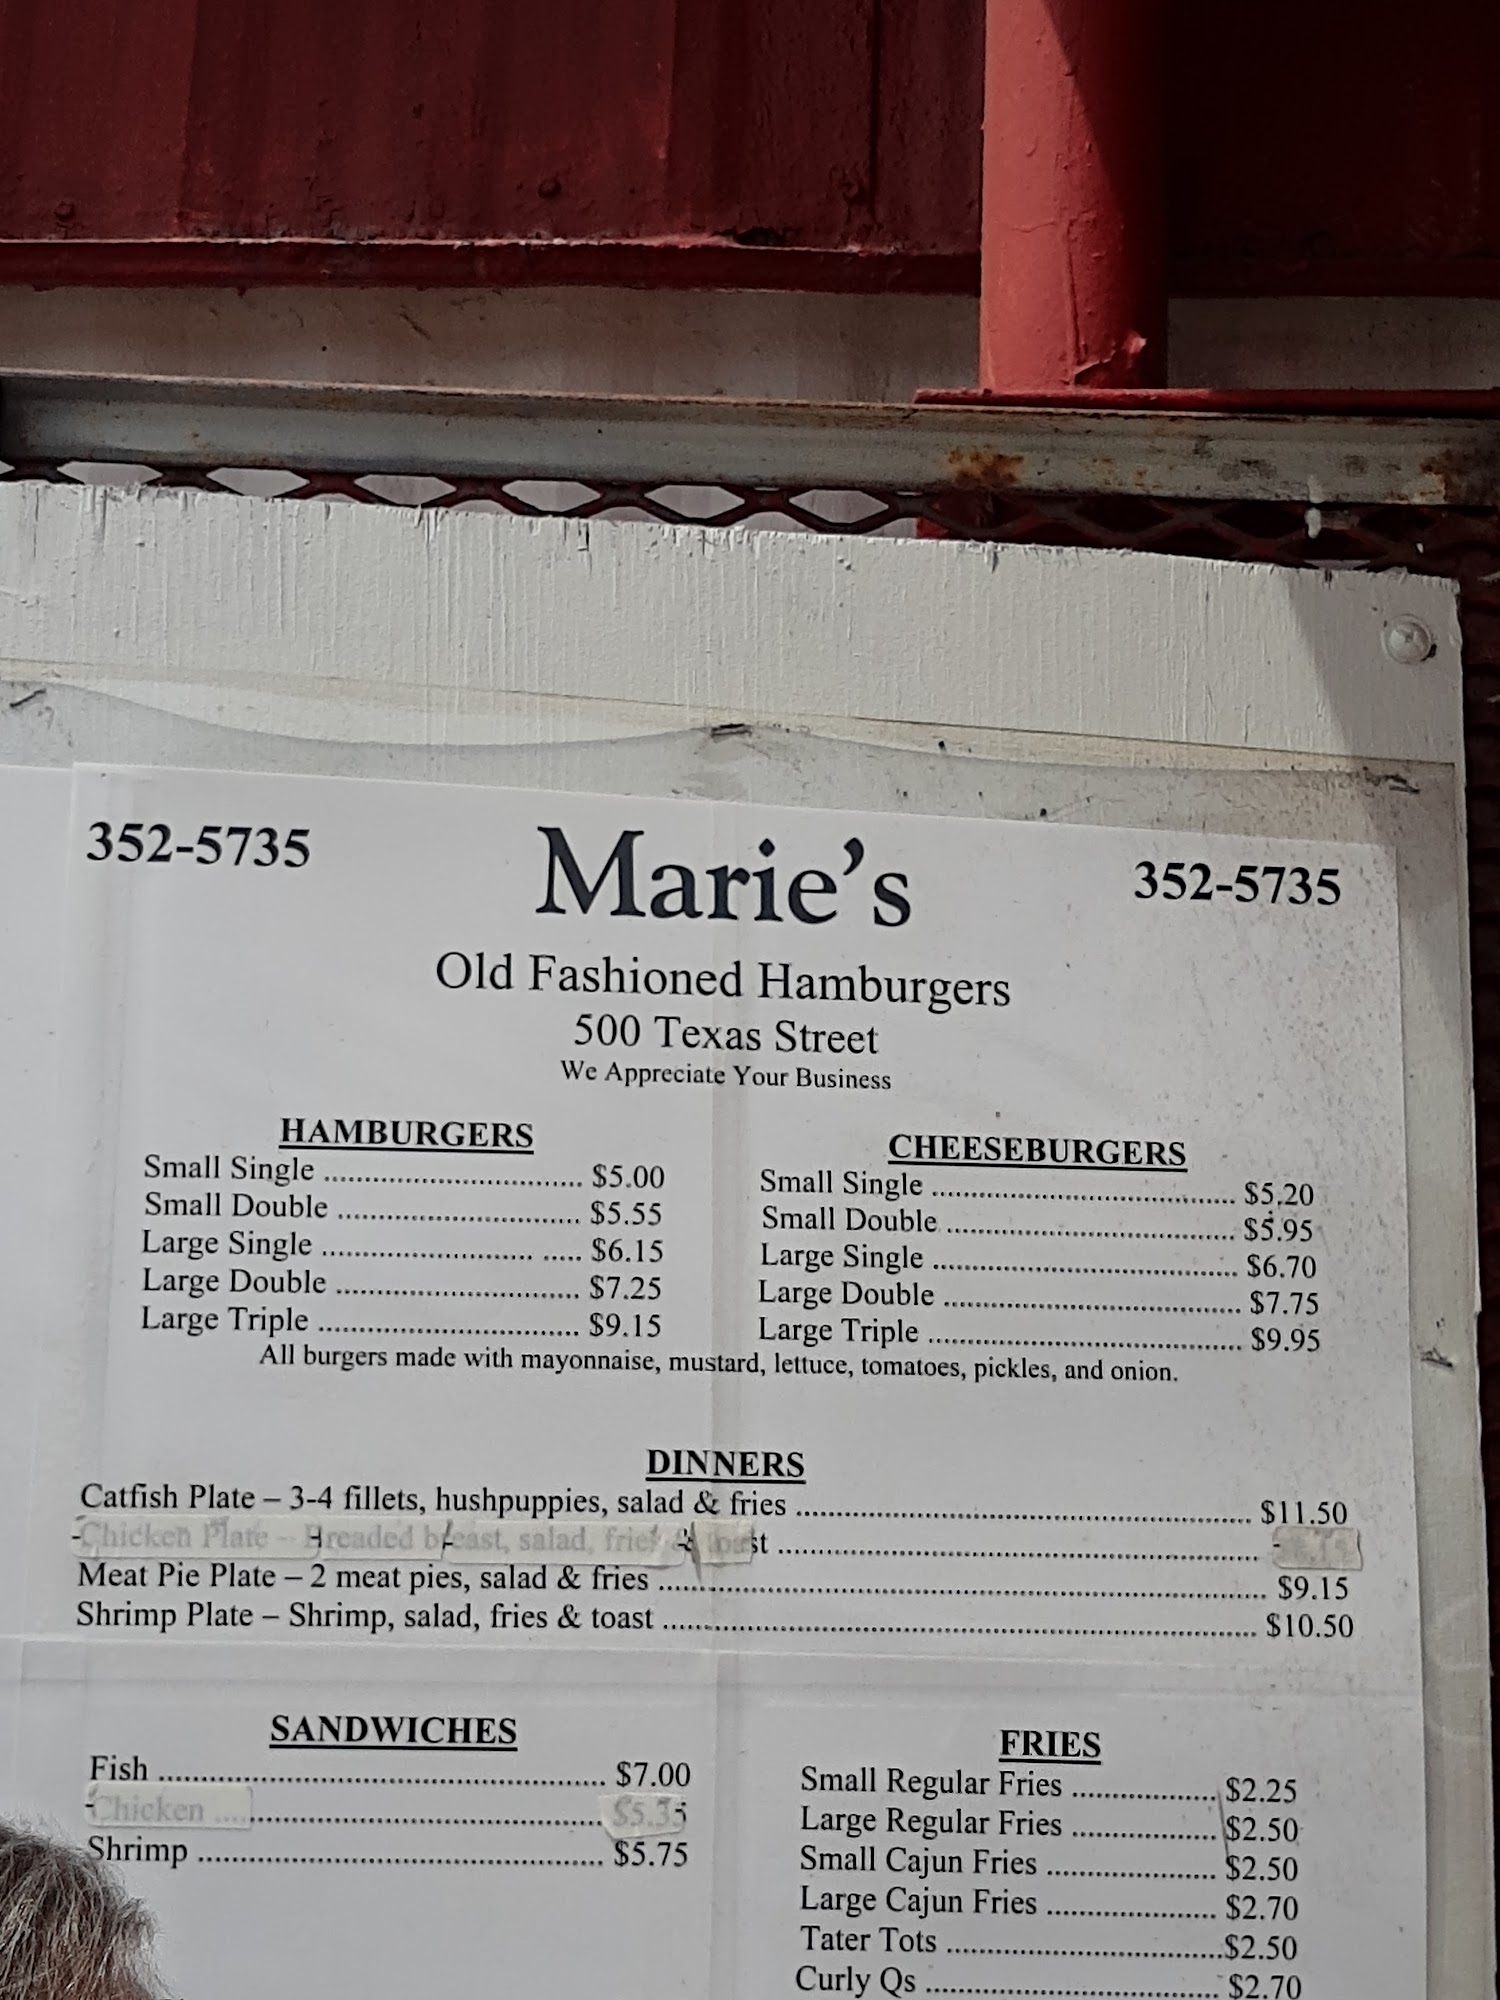 352-5735 Marie's 352-5735
Old Fashioned Hamburgers
500 Texas Street
We Appreciate Your Business
HAMBURGERS
Small Single ................................ $5.00
Small Double .............................. $5.55
Large Single .......................... ..... $6.15
Large Double .............................. $7.25
Large Triple ................................ $9.15
CHEESEBURGERS
Small Single ...................................... $5.20
Small Double .................................... $5.95
Large Single ...................................... $6.70
Large Double ..................................... $7.75
Large Triple ....................................... $9.95
All burgers made with mayonnaise, mustard, lettuce, tomatoes, pickles, and onion.
DINNERS
Catfish Plate – 3-4 fillets, hushpuppies, salad & fries ......................................................... $11.50
Chicken Plate – Breaded breast, salad, fries & toast ............................................................
Meat Pie Plate – 2 meat pies, salad & fries ............................................................................ $9.15
Shrimp Plate – Shrimp, salad, fries & toast .......................................................................... $10.50
SANDWICHES
Fish ........................................................ $7.00
Chicken ................................................ $5.35
Shrimp ................................................... $5.75
FRIES
Small Regular Fries .................. $2.25
Large Regular Fries .................. $2.50
Small Cajun Fries ..................... $2.50
Large Cajun Fries ..................... $2.70
Tater Tots ..................................$2.50
Curly Qs .................................... $2.70